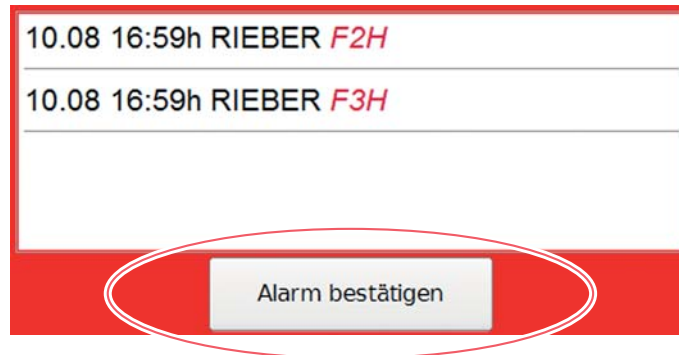 10.08 16:59h RIEBER F2H
10.08 16:59h RIEBER F3H
Alarm bestätigen